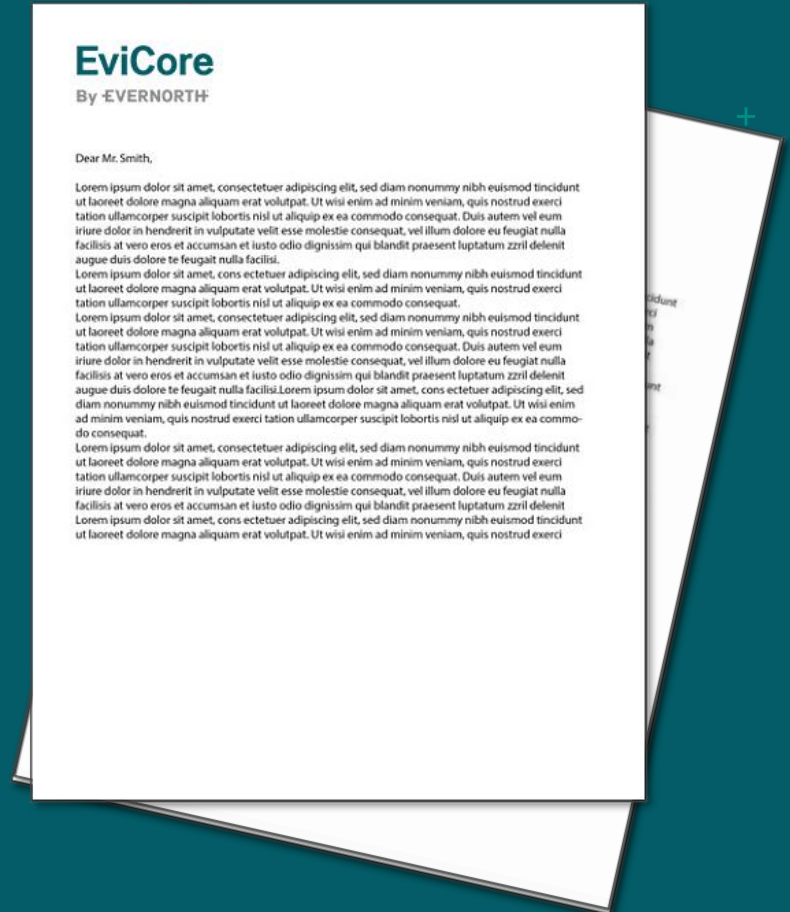 EviCore
By EVERNORTH
Dear Mr. Smith,
Lorem ipsum dolor sit amet, consectetuer adipiscing elit, sed diam nonummy nibh euismod tincidunt
ut laoreet dolore magna aliquam erat volutpat. Ut wisi enim ad minim veniam, quis nostrud exerci
tation ullamcorper suscipit lobortis nisl ut aliquip ex ea commodo consequat. Duis autem vel eum
iriure dolor in hendrerit in vulputate velit esse molestie consequat, vel illum dolore eu feugiat nulla
facilisis at vero eros et accumsan et iusto odio dignissim qui blandit praesent luptatum zzril delenit
augue duis dolore te feugait nulla facilisi.
Lorem ipsum dolor sit amet, cons ectetuer adipiscing elit, sed diam nonummy nibh euismod tincidunt
ut laoreet dolore magna aliquam erat volutpat. Ut wisi enim ad minim veniam, quis nostrud exerci
tation ullamcorper suscipit lobortis nisl ut aliquip ex ea commodo consequat.
Lorem ipsum dolor sit amet, consectetuer adipiscing elit, sed diam nonummy nibh euismod tincidunt
ut laoreet dolore magna aliquam erat volutpat. Ut wisi enim ad minim veniam, quis nostrud exerci
tation ullamcorper suscipit lobortis nisl ut aliquip ex ea commodo consequat. Duis autem vel eum
iriure dolor in hendrerit in vulputate velit esse molestie consequat, vel illum dolore eu feugiat nulla
facilisis at vero eros et accumsan et iusto odio dignissim qui blandit praesent luptatum zzril delenit
augue duis dolore te feugait nulla facilisi.Lorem ipsum dolor sit amet, cons ectetuer adipiscing elit, sed
diam nonummy nibh euismod tincidunt ut laoreet dolore magna aliquam erat volutpat. Ut wisi enim
ad minim veniam, quis nostrud exerci tation ullamcorper suscipit lobortis nisl ut aliquip ex ea commo-
do consequat.
Lorem ipsum dolor sit amet, consectetuer adipiscing elit, sed diam nonummy nibh euismod tincidunt
ut laoreet dolore magna aliquam erat volutpat. Ut wisi enim ad minim veniam, quis nostrud exerci
tation ullamcorper suscipit lobortis nisl ut aliquip ex ea commodo consequat. Duis autem vel eum
iriure dolor in hendrerit in vulputate velit esse molestie consequat, vel illum dolore eu feugiat nulla
facilisis at vero eros et accumsan et iusto odio dignissim qui blandit praesent luptatum zzril delenit
Lorem ipsum dolor sit amet, cons ectetuer adipiscing elit, sed diam nonummy nibh euismod tincidunt
ut laoreet dolore magna aliquam erat volutpat. Ut wisi enim ad minim veniam, quis nostrud exerci